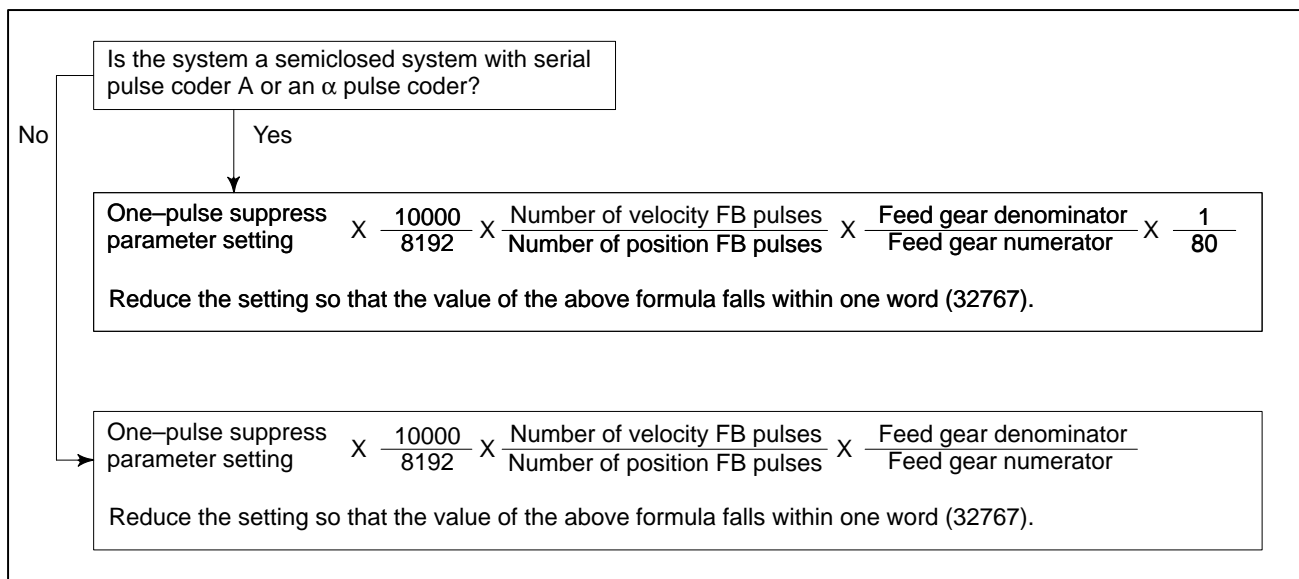 Is the system a semiclosed system with serial
pulse coder A or an α pulse coder?
No
Yes
One–pulse suppress
parameter setting
X 10000/8192 X Number of velocity FB pulses/Number of position FB pulses X Feed gear denominator/Feed gear numerator X 1/80
Reduce the setting so that the value of the above formula falls within one word (32767).
One–pulse suppress
parameter setting
X 10000/8192 X Number of velocity FB pulses/Number of position FB pulses X Feed gear denominator/Feed gear numerator
Reduce the setting so that the value of the above formula falls within one word (32767).